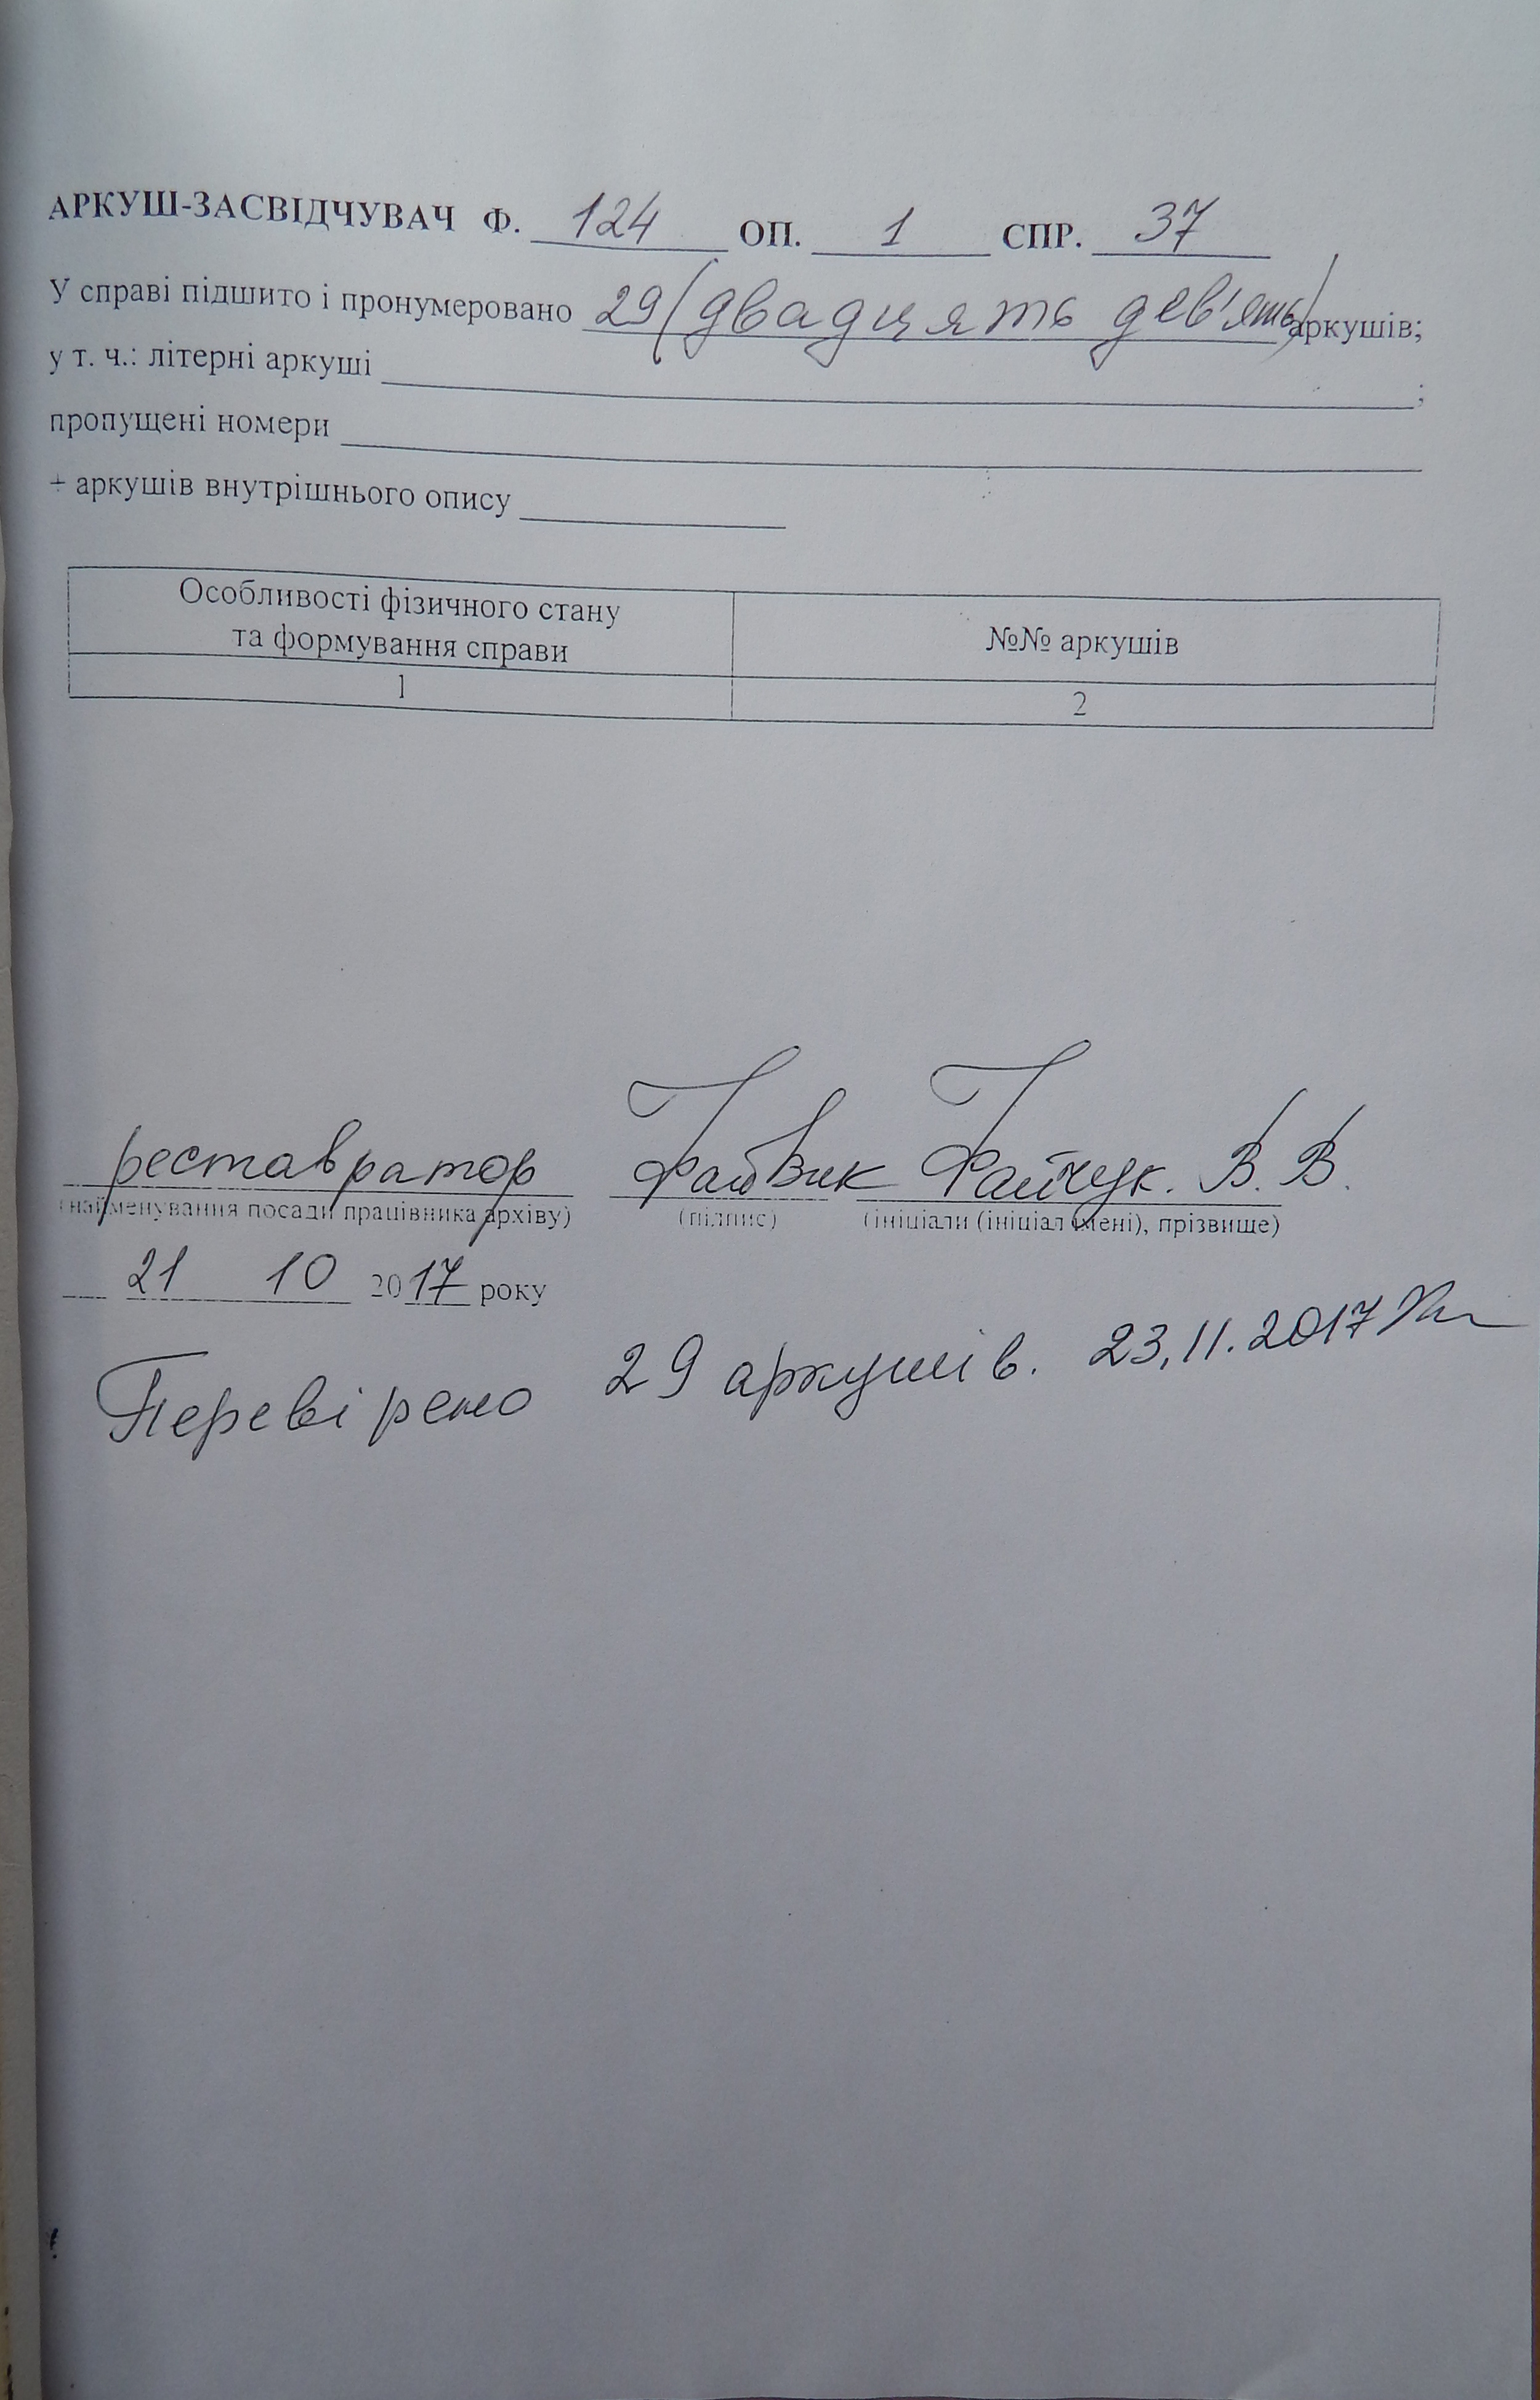 АРКУШ-ЗАСВІДЧУВАЧ Ф. 124 ОП. 1 СПР. 37
У справі підшито і пронумеровано 29 (двадцять дев'ять) аркушів;
у т. ч.: літерні аркуші ;
пропущені номери
+ аркушів внутрішнього опису
Особливості фізичного стану
та формування справи
№№ аркушів
1
2
реставратор Файчук. В. В.
(найменування посади працівника архіву) (підпис) (ініціали (ініціал імені), прізвище)
21 10 2017 року
Перевірено 29 аркушів. 23.11.2017